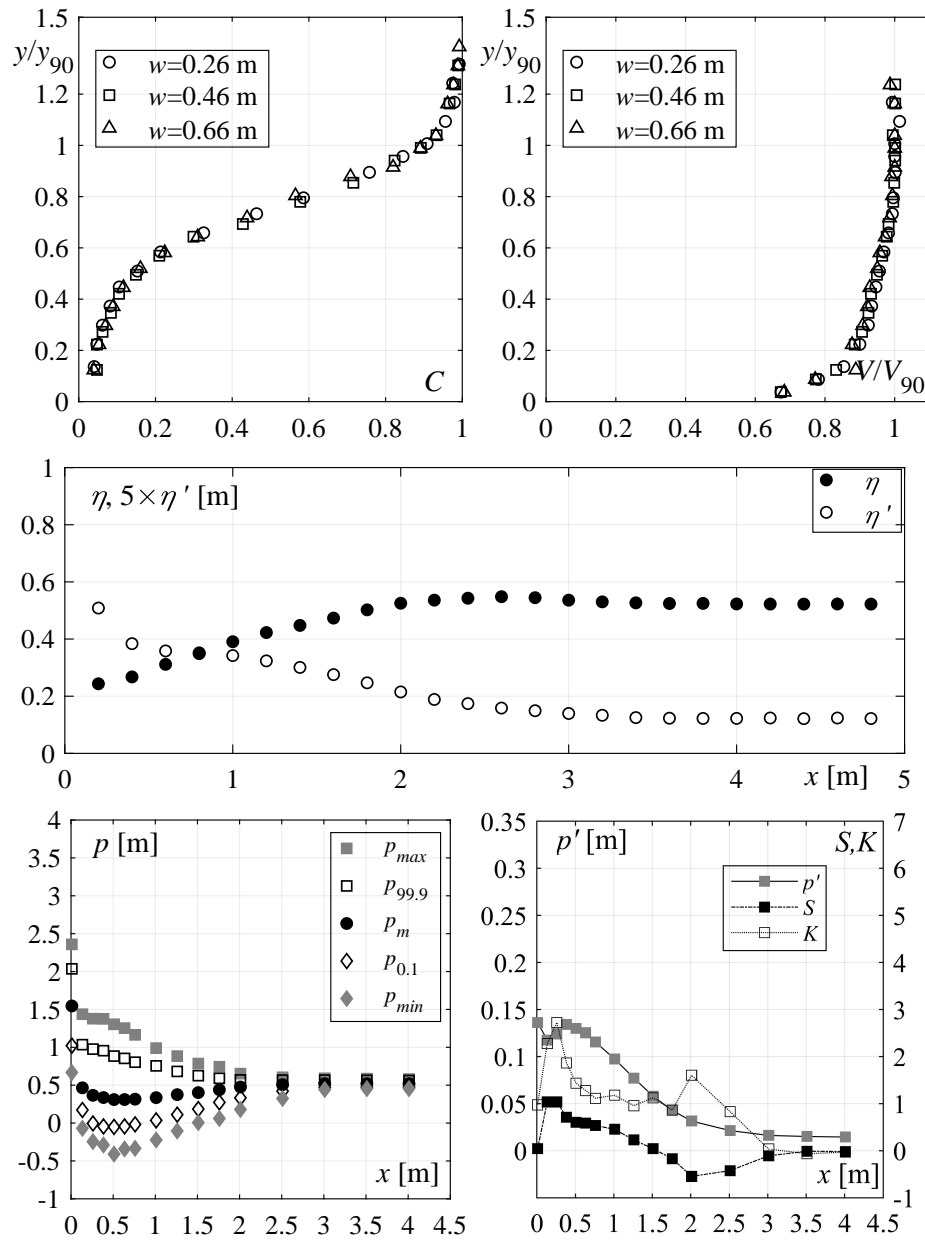 1.5
y/y90
1.2
1
0.8
0.6
0.4
0.2
0
w=0.26 m
w=0.46 m
w=0.66 m
C
0 0.2 0.4 0.6 0.8 1
1.5
y/y90
1.2
1
0.8
0.6
0.4
0.2
0
w=0.26 m
w=0.46 m
w=0.66 m
V/V90
0 0.2 0.4 0.6 0.8 1
1
0.8
0.6
0.4
0.2
0
η, 5×η' [m]
η
η'
0 1 2 3 4 x [m] 5
4
3.5
3
2.5
2
1.5
1
0.5
0
-0.5
-1
p [m]
pmax
p99.9
pm
p0.1
pmin
x [m]
0 0.5 1 1.5 2 2.5 3 3.5 4 4.5
0.35
0.3
0.25
0.2
0.15
0.1
0.05
0
p' [m]
S,K
p'
S
K
7
6
5
4
3
2
1
0
-1
x [m]
0 0.5 1 1.5 2 2.5 3 3.5 4 4.5